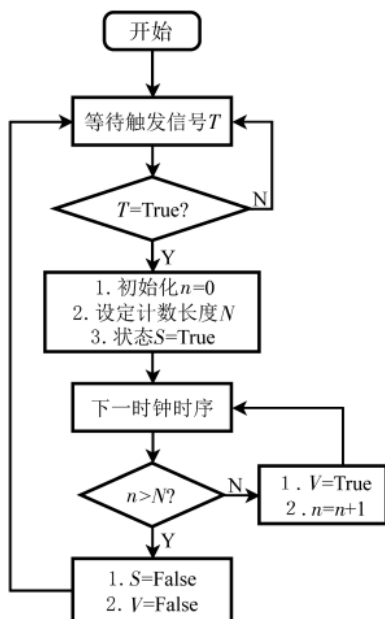 开始
等待触发信号T
T=True?
N
Y
1. 初始化n=0
2. 设定计数长度N
3. 状态S=True
下一时钟时序
n>N?
N
1. V=True
2. n=n+1
Y
1. S=False
2. V=False